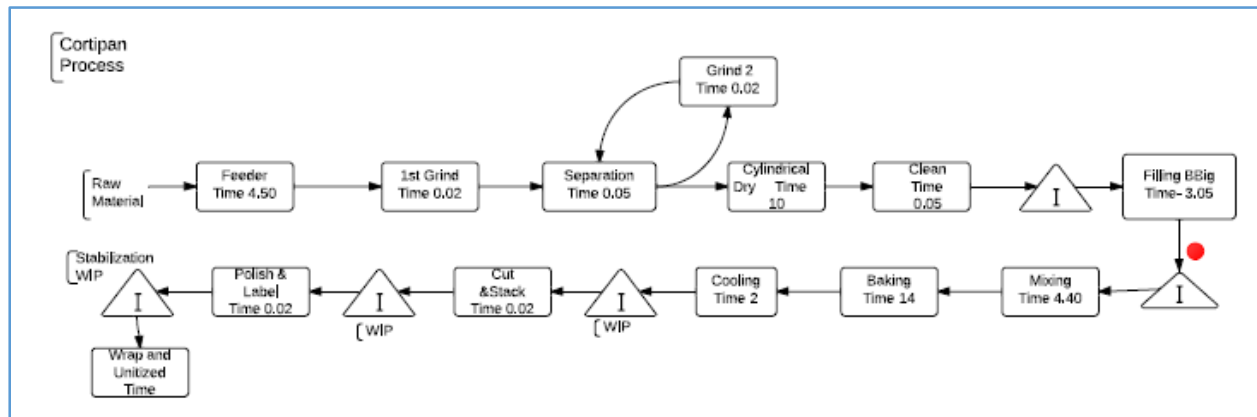 Cortipan
Process
Grind 2
Time 0.02
Raw
Material
Feeder
Time 4.50
1st Grind
Time 0.02
Separation
Time 0.05
Cylindrical
Dry Time
10
Clean
Time
0.05
I
Filling BBig
Time- 3.05
Stabilization
WIP
I
Polish &
Label
Time 0.02
I
WIP
Cut
&Stack
Time 0.02
I
WIP
Cooling
Time 2
Baking
Time 14
Mixing
Time 4.40
I
Wrap and
Unitized
Time